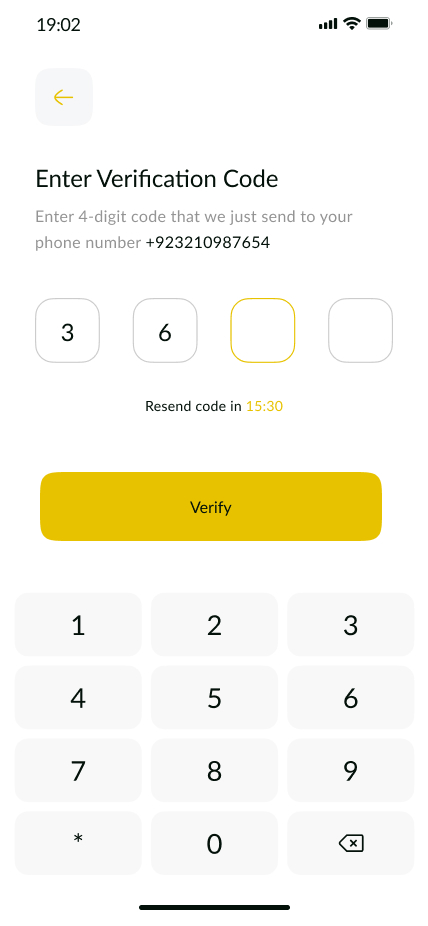 19:02
Enter Verification Code
Enter 4-digit code that we just send to your
phone number +923210987654
3 6
Resend code in 15:30
Verify
1 2 3
4 5 6
7 8 9
* 0